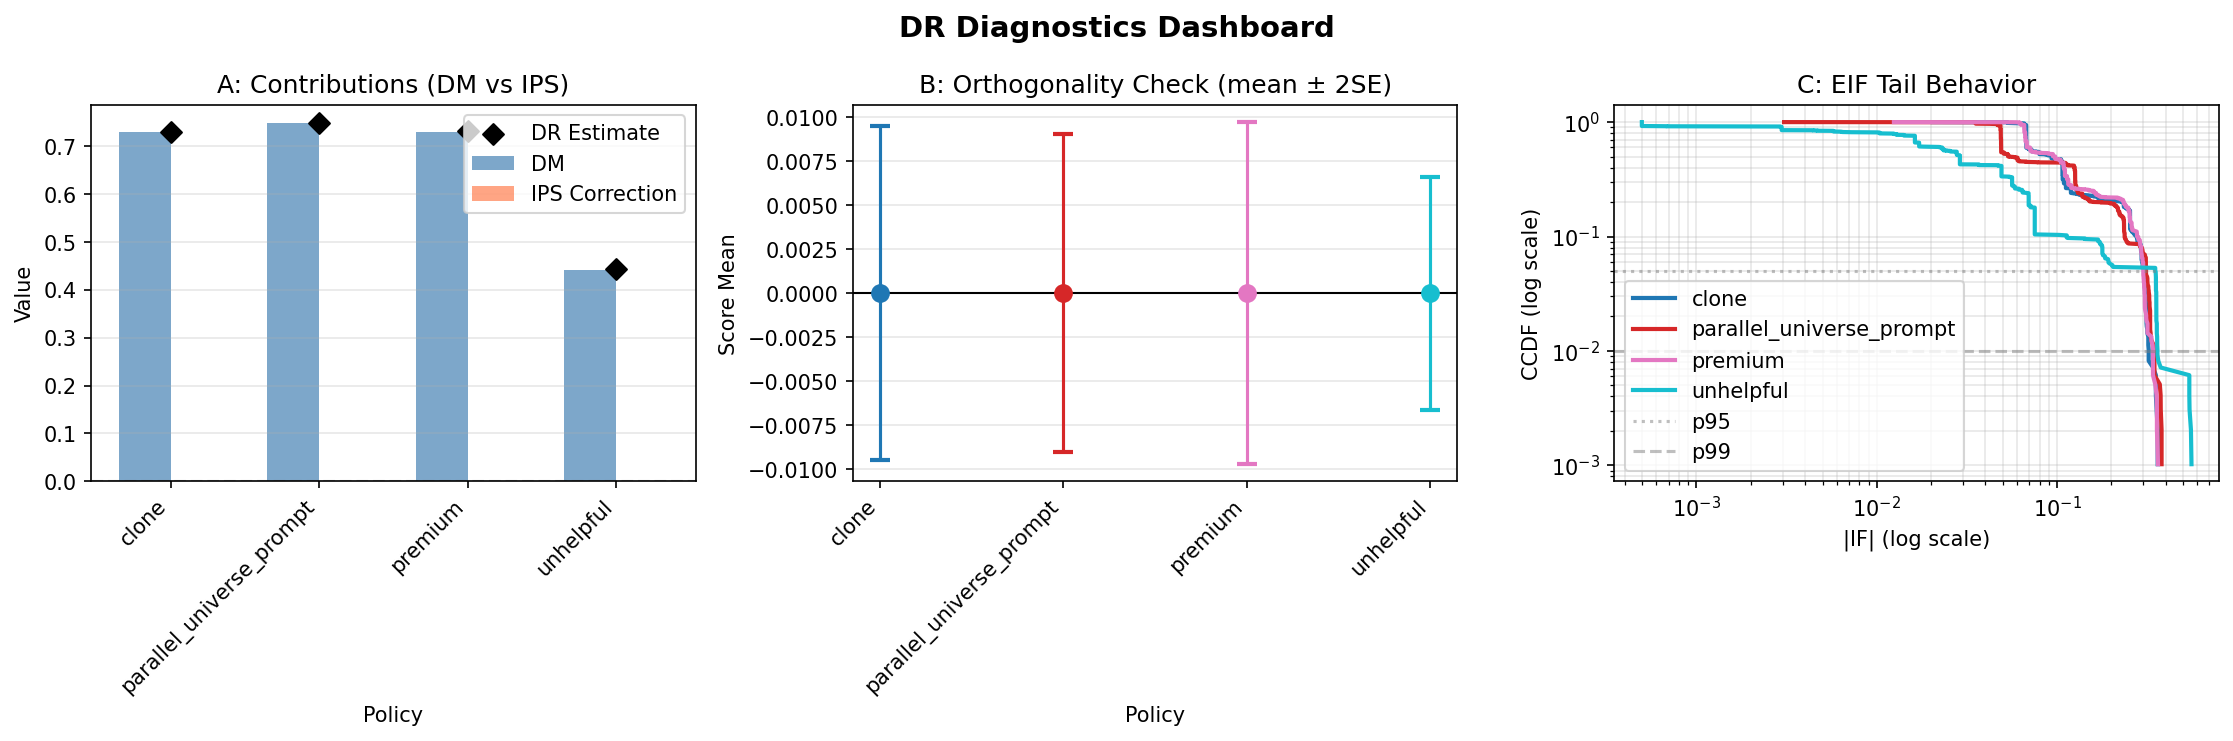 DR Diagnostics Dashboard
A: Contributions (DM vs IPS)
Value
0.7
0.6
0.5
0.4
0.3
0.2
0.1
0.0
DR Estimate
DM
IPS Correction
clone
parallel_universe_prompt
premium
unhelpful
Policy
B: Orthogonality Check (mean ± 2SE)
Score Mean
0.0100
0.0075
0.0050
0.0025
0.0000
−0.0025
−0.0050
−0.0075
−0.0100
clone
parallel_universe_prompt
premium
unhelpful
Policy
C: EIF Tail Behavior
CCDF (log scale)
10⁰
10⁻¹
10⁻²
10⁻³
clone
parallel_universe_prompt
premium
unhelpful
p95
p99
10⁻³
10⁻²
10⁻¹
|IF| (log scale)